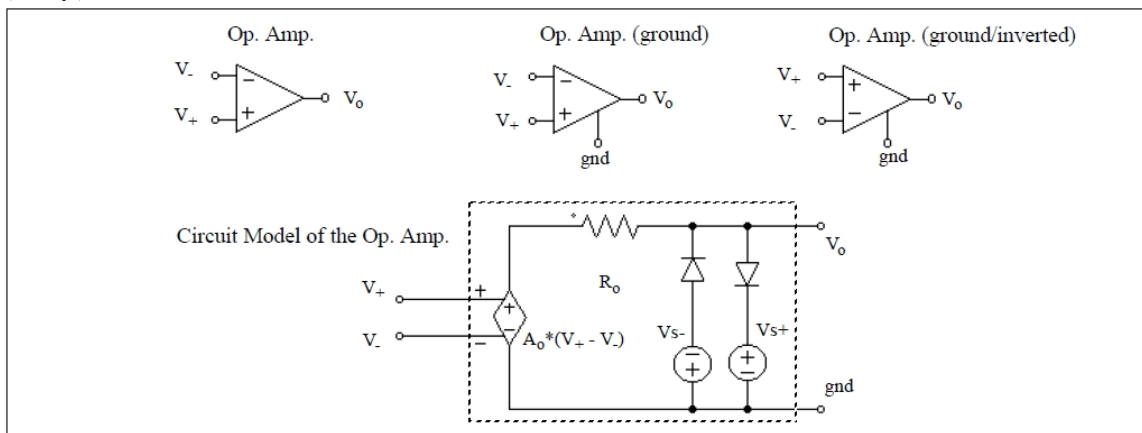 Op. Amp.
Op. Amp. (ground)
Op. Amp. (ground/inverted)
V-
V+
− 
+
Vo
V-
V+
−
+
Vo
gnd
V+
V-
+
−
Vo
gnd
Circuit Model of the Op. Amp.
V+
V-
+
−
+
−
Ao*(V+ - V-)
Ro
Vs-
−
+
Vs+
+
−
Vo
gnd